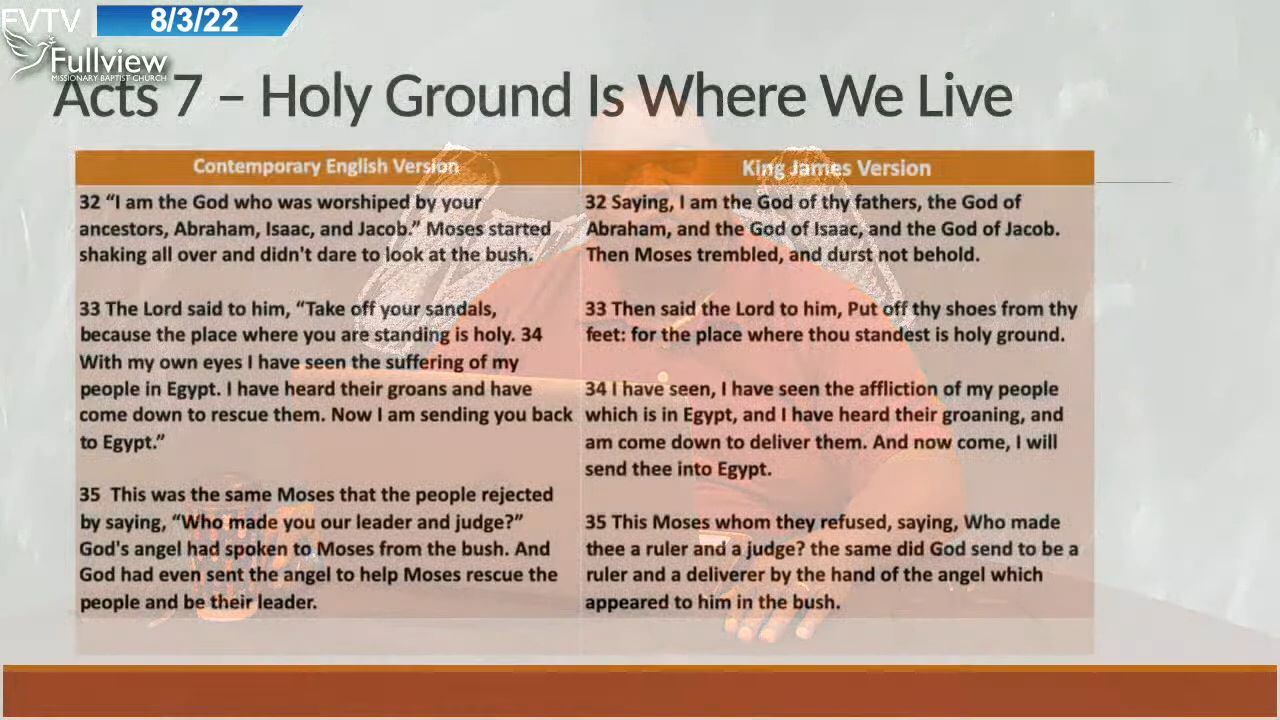 FVTV
8/3/22
Fullview
MISSIONARY BAPTIST CHURCH
Acts 7 – Holy Ground Is Where We Live
Contemporary English Version
32 “I am the God who was worshiped by your
ancestors, Abraham, Isaac, and Jacob.” Moses started
shaking all over and didn't dare to look at the bush.
33 The Lord said to him, “Take off your sandals,
because the place where you are standing is holy. 34
With my own eyes I have seen the suffering of my
people in Egypt. I have heard their groans and have
come down to rescue them. Now I am sending you back
to Egypt.”
35 This was the same Moses that the people rejected
by saying, “Who made you our leader and judge?”
God's angel had spoken to Moses from the bush. And
God had even sent the angel to help Moses rescue the
people and be their leader.
King James Version
32 Saying, I am the God of thy fathers, the God of
Abraham, and the God of Isaac, and the God of Jacob.
Then Moses trembled, and durst not behold.
33 Then said the Lord to him, Put off thy shoes from thy
feet: for the place where thou standest is holy ground.
34 I have seen, I have seen the affliction of my people
which is in Egypt, and I have heard their groaning, and
am come down to deliver them. And now come, I will
send thee into Egypt.
35 This Moses whom they refused, saying, Who made
thee a ruler and a judge? the same did God send to be a
ruler and a deliverer by the hand of the angel which
appeared to him in the bush.